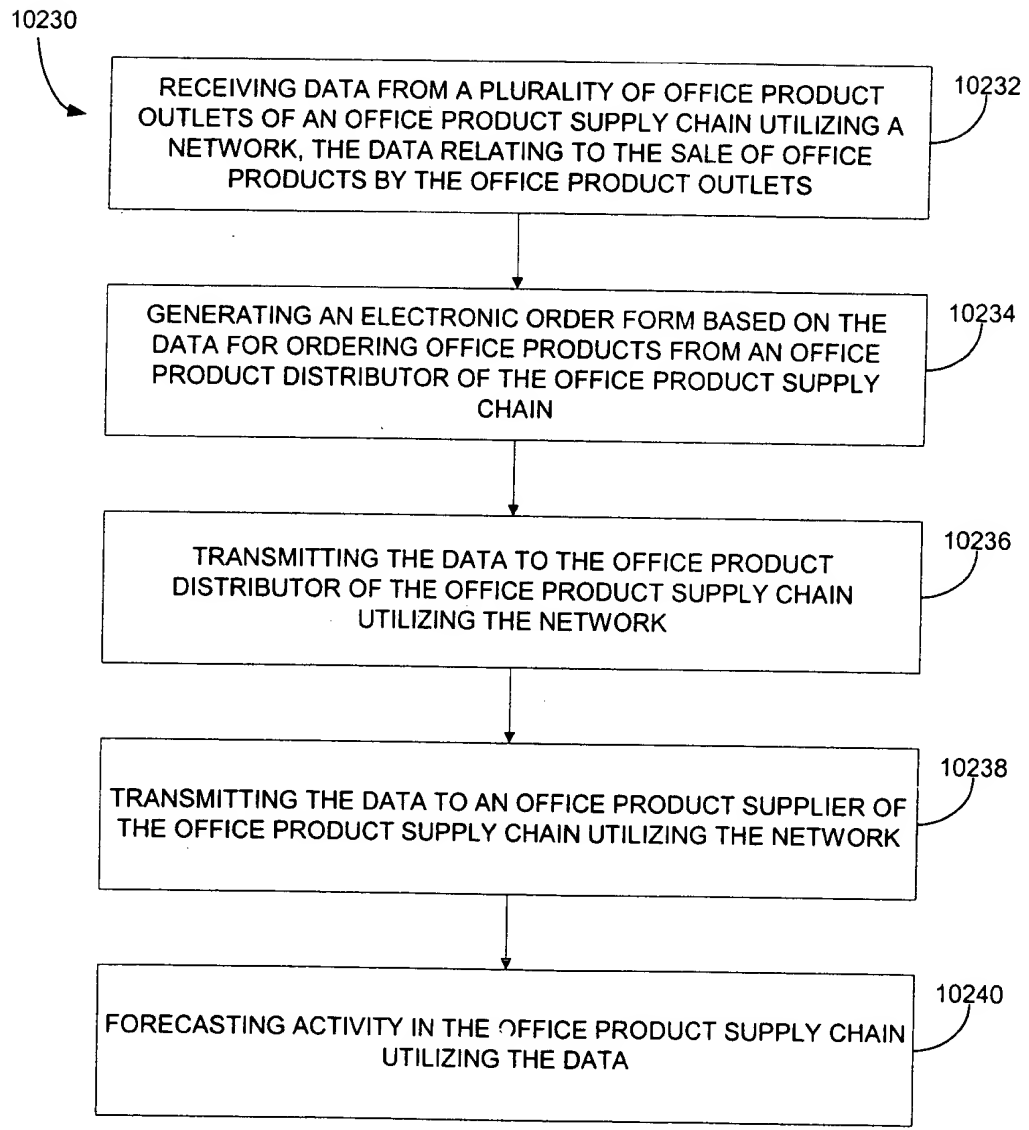 10230
RECEIVING DATA FROM A PLURALITY OF OFFICE PRODUCT
OUTLETS OF AN OFFICE PRODUCT SUPPLY CHAIN UTILIZING A
NETWORK, THE DATA RELATING TO THE SALE OF OFFICE
PRODUCTS BY THE OFFICE PRODUCT OUTLETS
10232
GENERATING AN ELECTRONIC ORDER FORM BASED ON THE
DATA FOR ORDERING OFFICE PRODUCTS FROM AN OFFICE
PRODUCT DISTRIBUTOR OF THE OFFICE PRODUCT SUPPLY
CHAIN
10234
TRANSMITTING THE DATA TO THE OFFICE PRODUCT
DISTRIBUTOR OF THE OFFICE PRODUCT SUPPLY CHAIN
UTILIZING THE NETWORK
10236
TRANSMITTING THE DATA TO AN OFFICE PRODUCT SUPPLIER OF
THE OFFICE PRODUCT SUPPLY CHAIN UTILIZING THE NETWORK
10238
FORECASTING ACTIVITY IN THE OFFICE PRODUCT SUPPLY CHAIN
UTILIZING THE DATA
10240